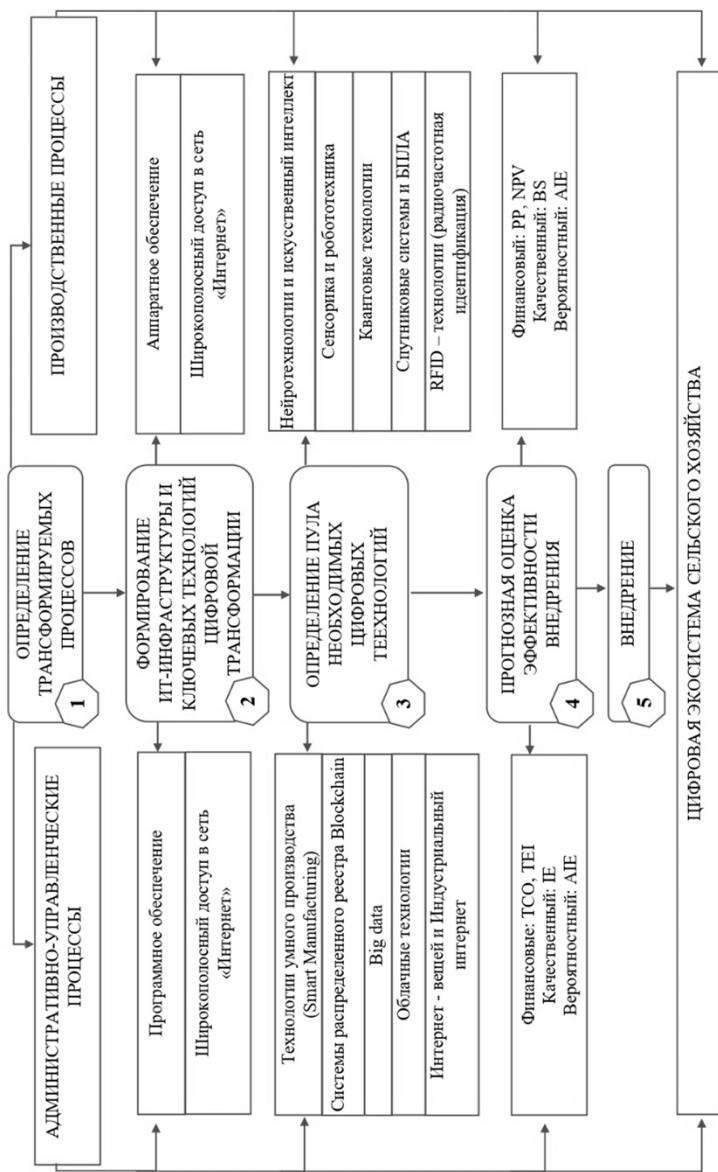 ОПРЕДЕЛЕНИЕ
ТРАНСФОРМИРУЕМЫХ
ПРОЦЕССОВ
1
АДМИНИСТРАТИВНО-УПРАВЛЕНЧЕСКИЕ
ПРОЦЕССЫ
ПРОИЗВОДСТВЕННЫЕ ПРОЦЕССЫ
Программное обеспечение
Широкополосный доступ в сеть
«Интернет»
ФОРМИРОВАНИЕ
ИТ-ИНФРАСТРУКТУРЫ И
КЛЮЧЕВЫХ ТЕХНОЛОГИЙ
ЦИФРОВОЙ
ТРАНСФОРМАЦИИ
2
Аппаратное обеспечение
Широкополосный доступ в сеть
«Интернет»
Технологии умного производства
(Smart Manufacturing)
Системы распределенного реестра Blockchain
Big data
Облачные технологии
Интернет - вещей и Индустриальный
интернет
ОПРЕДЕЛЕНИЕ ПУЛА
НЕОБХОДИМЫХ
ЦИФРОВЫХ
ТЕЕХНОЛОГИЙ
3
Нейротехнологии и искусственный интеллект
Сенсорика и робототехника
Квантовые технологии
Спутниковые системы и БПЛА
RFID – технологии (радиочастотная
идентификация)
Финансовые: TCO, TEI
Качественный: IE
Вероятностный: AIE
ПРОГНОЗНАЯ ОЦЕНКА
ЭФФЕКТИВНОСТИ
ВНЕДРЕНИЯ
4
Финансовый: PP, NPV
Качественный: BS
Вероятностный: AIE
ВНЕДРЕНИЕ
5
ЦИФРОВАЯ ЭКОСИСТЕМА СЕЛЬСКОГО ХОЗЯЙСТВА